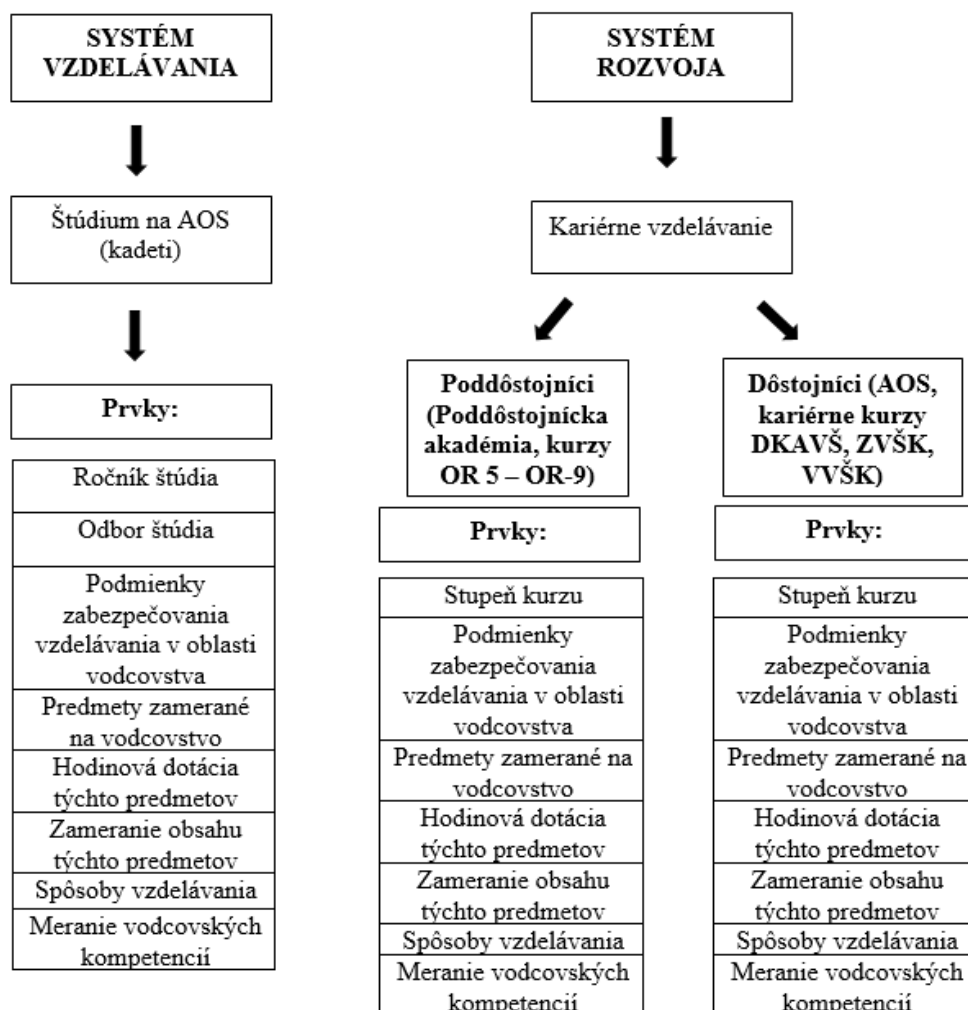 SYSTÉM
VZDELÁVANIA
Štúdium na AOS
(kadeti)
Prvky:
Ročník štúdia
Odbor štúdia
Podmienky
zabezpečovania
vzdelávania v oblasti
vodcovstva
Predmety zamerané
na vodcovstvo
Hodinová dotácia
týchto predmetov
Zameranie obsahu
týchto predmetov
Spôsoby vzdelávania
Meranie vodcovských
kompetencií
SYSTÉM
ROZVOJA
Kariérne vzdelávanie
Poddôstojníci
(Poddôstojnícka
akadémia, kurzy
OR 5 – OR-9)
Prvky:
Stupeň kurzu
Podmienky
zabezpečovania
vzdelávania v oblasti
vodcovstva
Predmety zamerané na
vodcovstvo
Hodinová dotácia
týchto predmetov
Zameranie obsahu
týchto predmetov
Spôsoby vzdelávania
Meranie vodcovských
kompetencií
Dôstojníci (AOS,
kariérne kurzy
DKAVŠ, ZVŠK,
VVŠK)
Prvky:
Stupeň kurzu
Podmienky
zabezpečovania
vzdelávania v oblasti
vodcovstva
Predmety zamerané na
vodcovstvo
Hodinová dotácia
týchto predmetov
Zameranie obsahu
týchto predmetov
Spôsoby vzdelávania
Meranie vodcovských
kompetencií